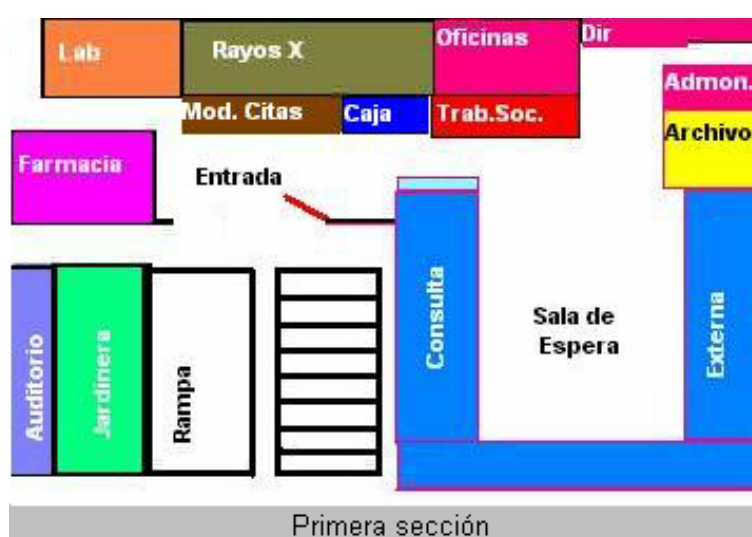 Lab
Rayos X
Oficinas
Dir
Mod. Citas
Caja
Trab.Soc.
Admon.
Archivo
Farmacia
Entrada
Auditorio
Jardinera
Rampa
Consulta
Sala de
Espera
Externa
Primera sección